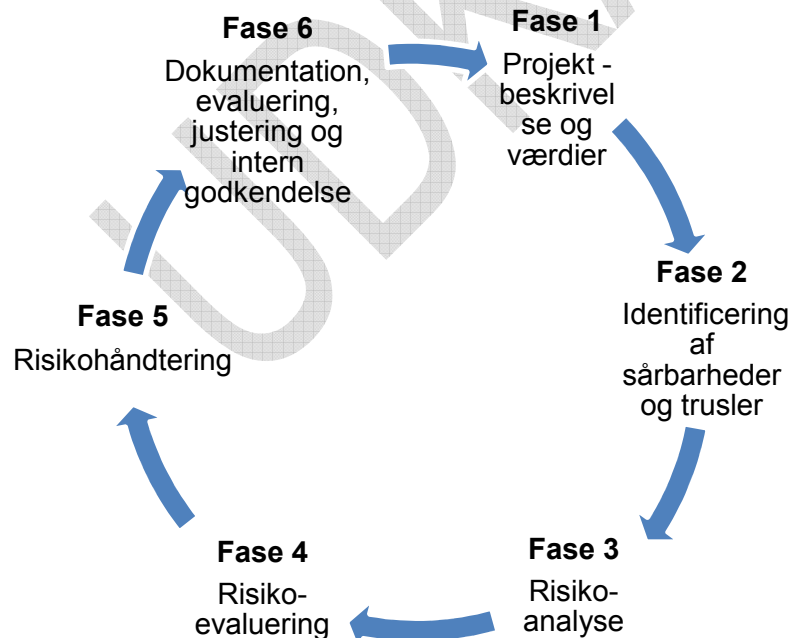 Fase 1
Projekt -
beskrivel
se og
værdier
Fase 2
Identificering
af
sårbarheder
og trusler
Fase 3
Risiko-
analyse
Fase 4
Risiko-
evaluering
Fase 5
Risikohåndtering
Fase 6
Dokumentation,
evaluering,
justering og
intern
godkendelse